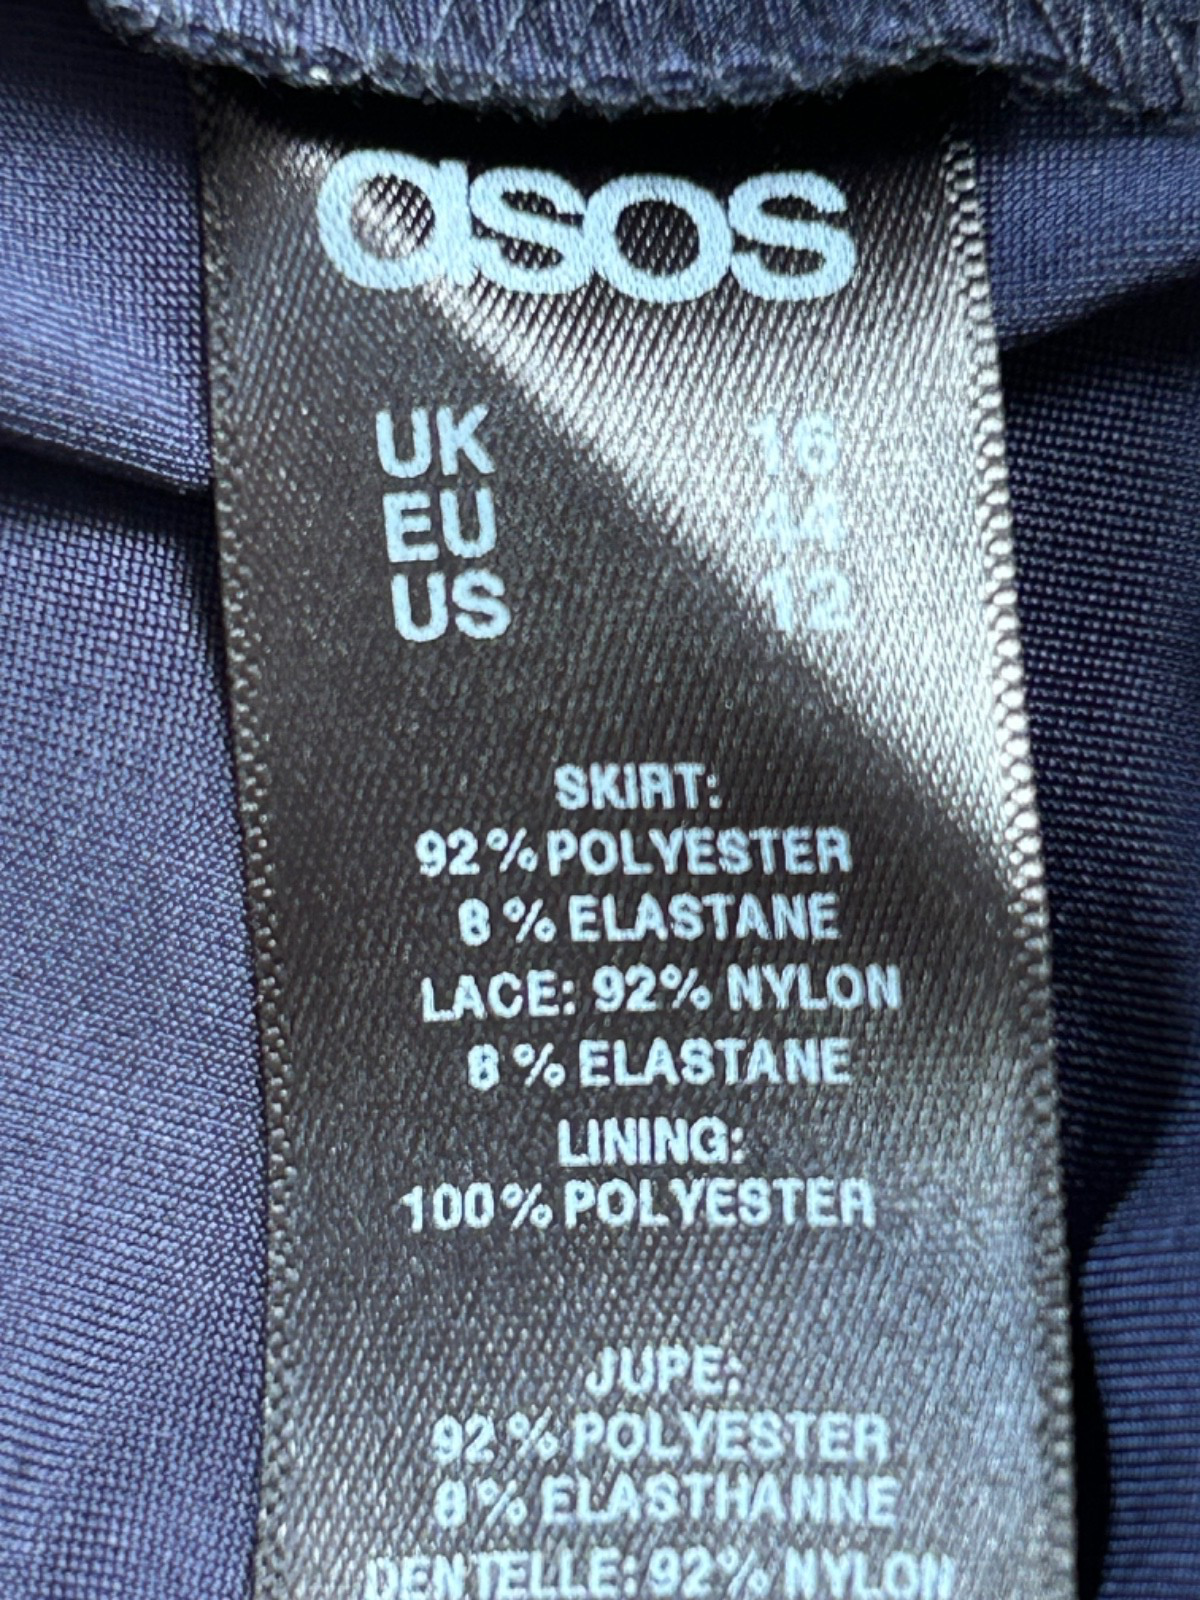 asos
UK 16
EU 44
US 12
SKIRT:
92% POLYESTER
8% ELASTANE
LACE: 92% NYLON
8% ELASTANE
LINING:
100% POLYESTER
JUPE:
92% POLYESTER
8% ELASTHANNE
DENTELLE: 92% NYLON